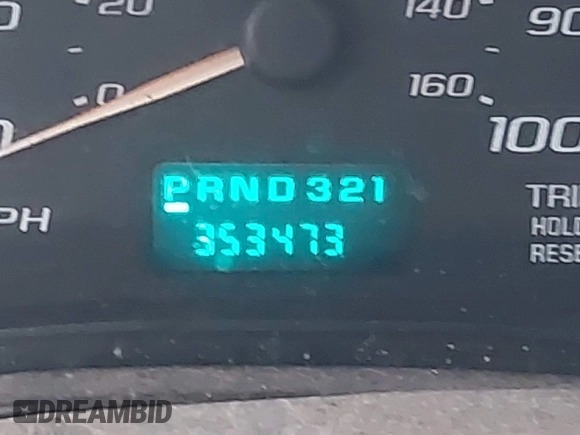 20
140
90
0
160
100
PRND321
TRI
PH
HOLD
RESE
353473
DREAMBID